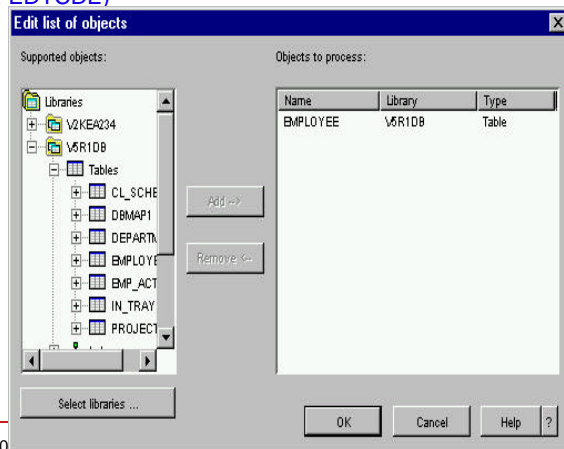 Edit list of objects
Supported objects:
Libraries
V2KEA234
V5R1DB
Tables
CL_SCHE
DBMAP1
DEPARTM
EMPLOYE
EMP_ACT
IN_TRAY
PROJECT
Select libraries ...
Add -->
Remove <--
Objects to process:
Name Library Type
EMPLOYEE V5R1DB Table
OK Cancel Help ?